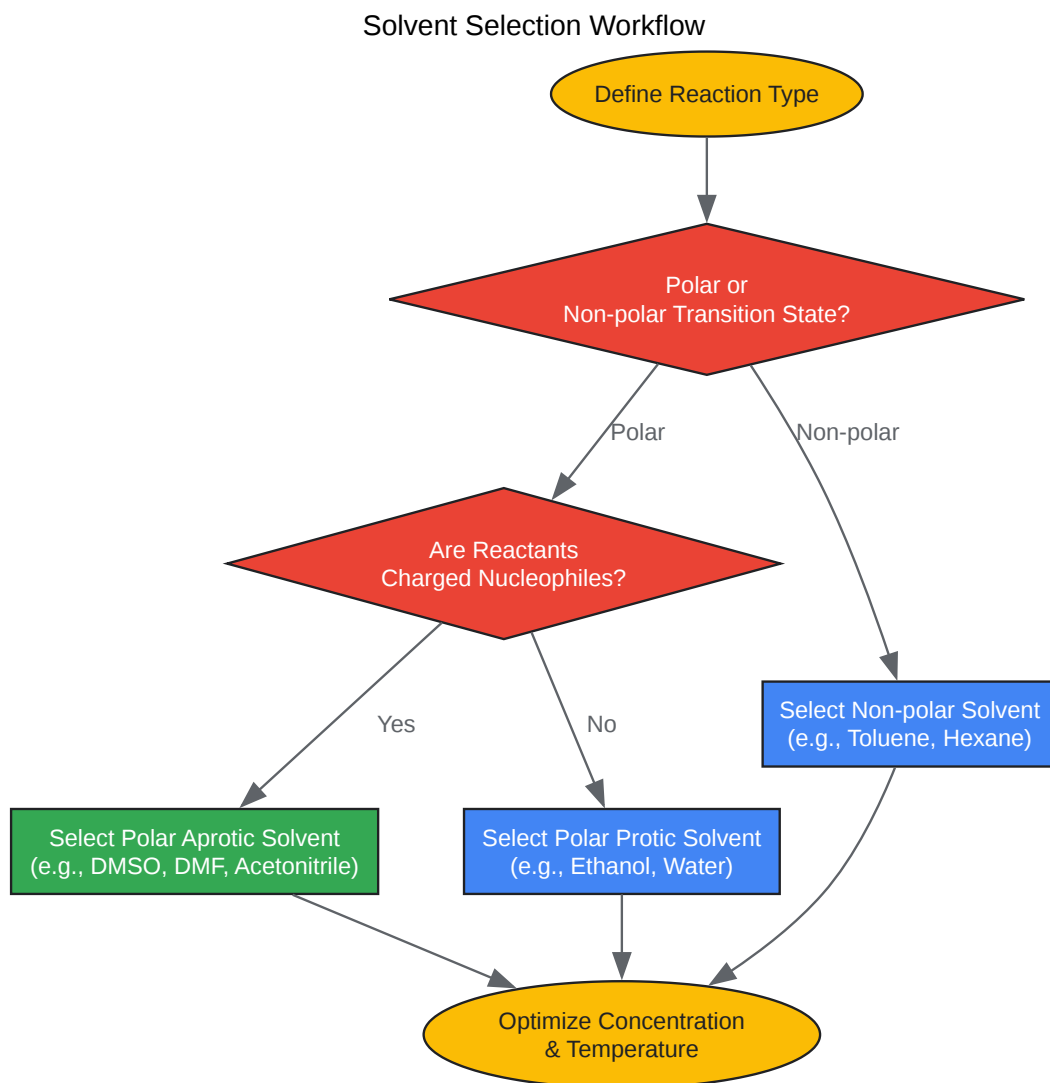 Solvent Selection Workflow
Define Reaction Type
Polar or
Non-polar Transition State?
Polar
Non-polar
Are Reactants
Charged Nucleophiles?
Yes
No
Select Non-polar Solvent
(e.g., Toluene, Hexane)
Select Polar Aprotic Solvent
(e.g., DMSO, DMF, Acetonitrile)
Select Polar Protic Solvent
(e.g., Ethanol, Water)
Optimize Concentration
& Temperature